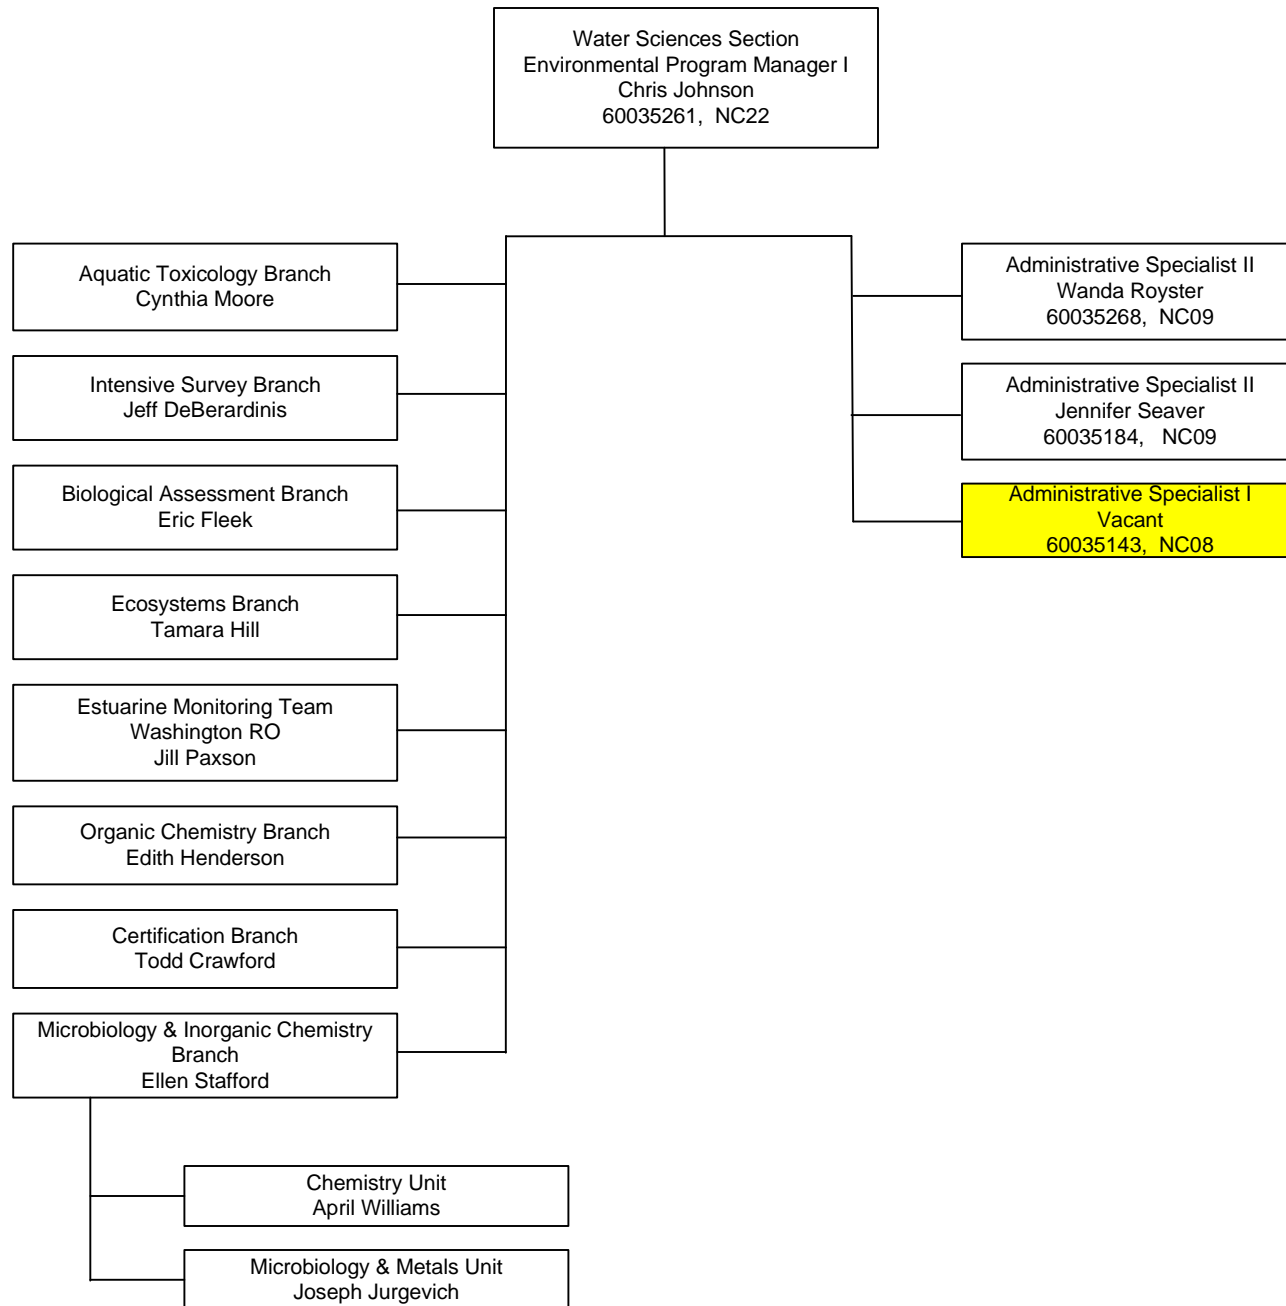 Water Sciences Section
Environmental Program Manager I
Chris Johnson
60035261, NC22
Aquatic Toxicology Branch
Cynthia Moore
Intensive Survey Branch
Jeff DeBerardinis
Biological Assessment Branch
Eric Fleek
Ecosystems Branch
Tamara Hill
Estuarine Monitoring Team
Washington RO
Jill Paxson
Organic Chemistry Branch
Edith Henderson
Certification Branch
Todd Crawford
Microbiology & Inorganic Chemistry
Branch
Ellen Stafford
Chemistry Unit
April Williams
Microbiology & Metals Unit
Joseph Jurgevich
Administrative Specialist II
Wanda Royster
60035268, NC09
Administrative Specialist II
Jennifer Seaver
60035184, NC09
Administrative Specialist I
Vacant
60035143, NC08